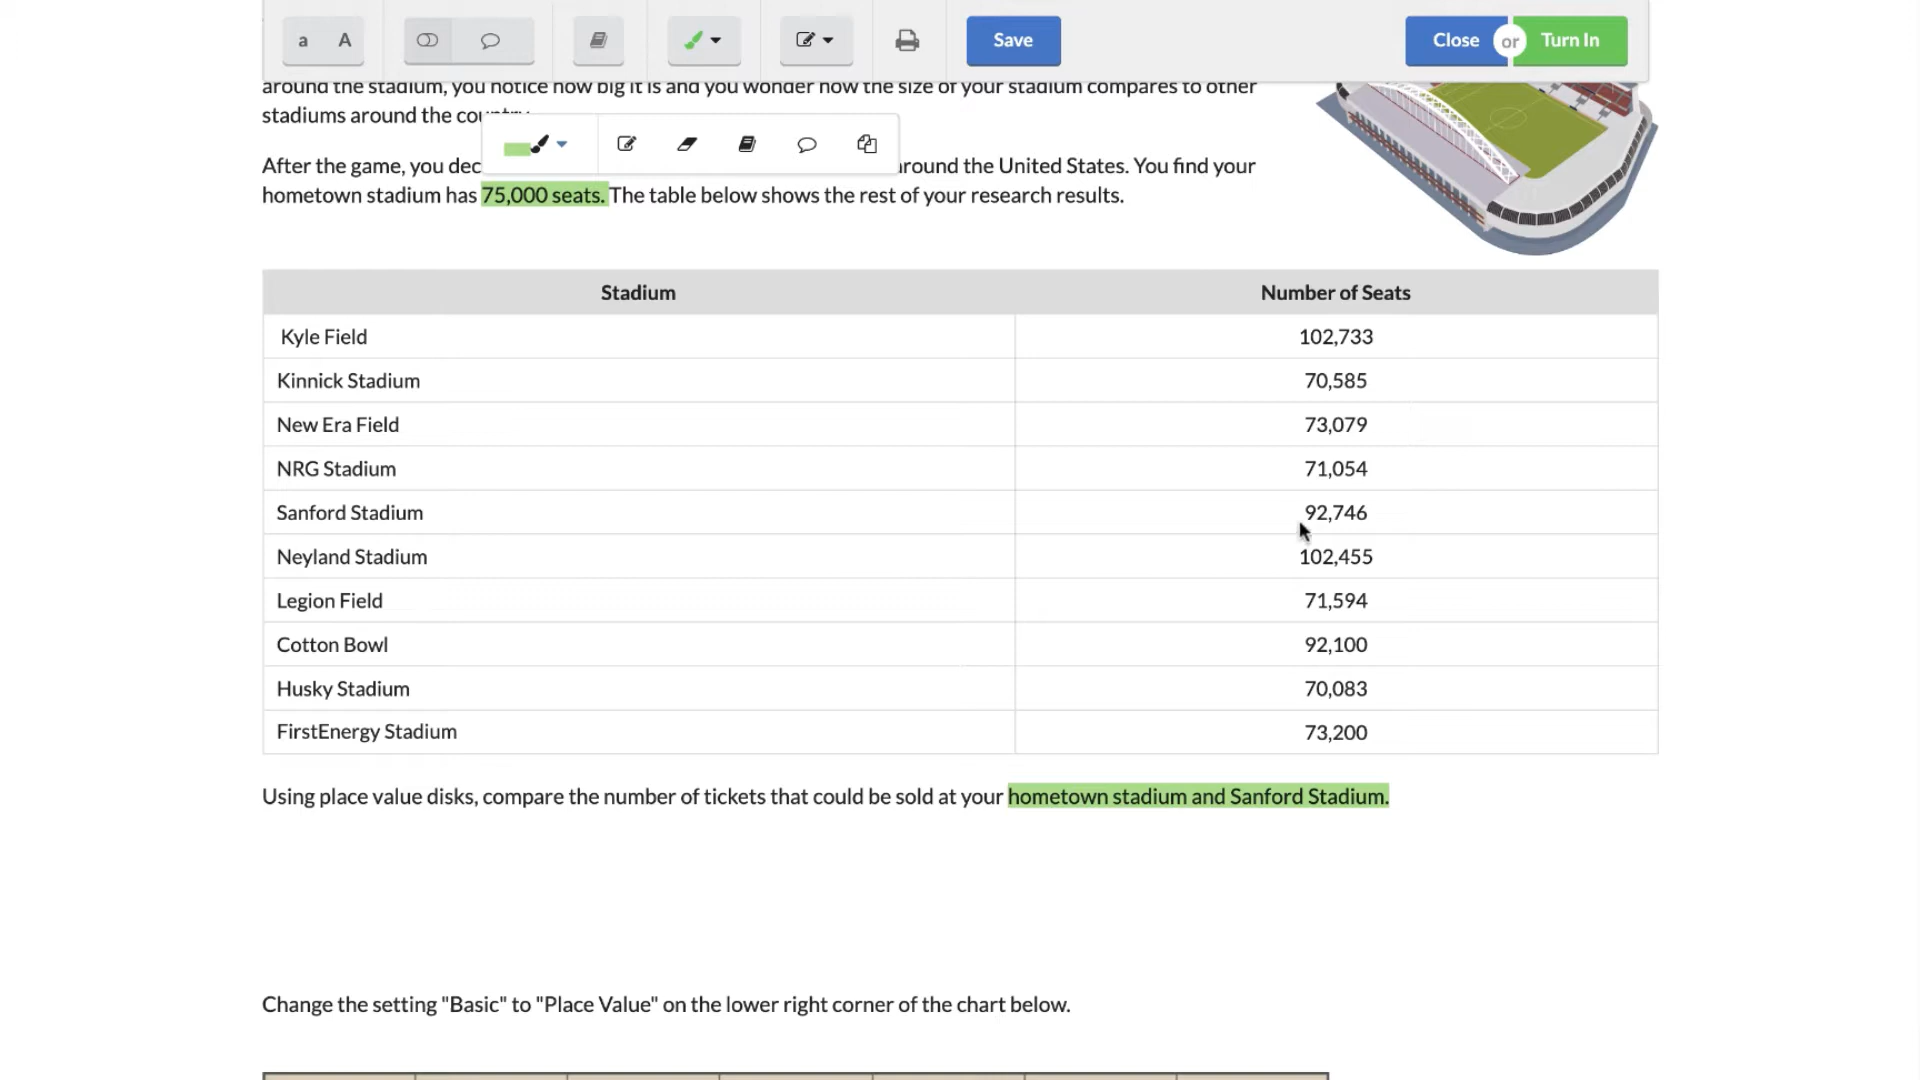 a A
Save
Close or Turn In
around the stadium, you notice how big it is and you wonder how the size of your stadium compares to other
stadiums around the country.
After the game, you dec around the United States. You find your
hometown stadium has 75,000 seats. The table below shows the rest of your research results.
Stadium Number of Seats
Kyle Field 102,733
Kinnick Stadium 70,585
New Era Field 73,079
NRG Stadium 71,054
Sanford Stadium 92,746
Neyland Stadium 102,455
Legion Field 71,594
Cotton Bowl 92,100
Husky Stadium 70,083
FirstEnergy Stadium 73,200
Using place value disks, compare the number of tickets that could be sold at your hometown stadium and Sanford Stadium.
Change the setting "Basic" to "Place Value" on the lower right corner of the chart below.